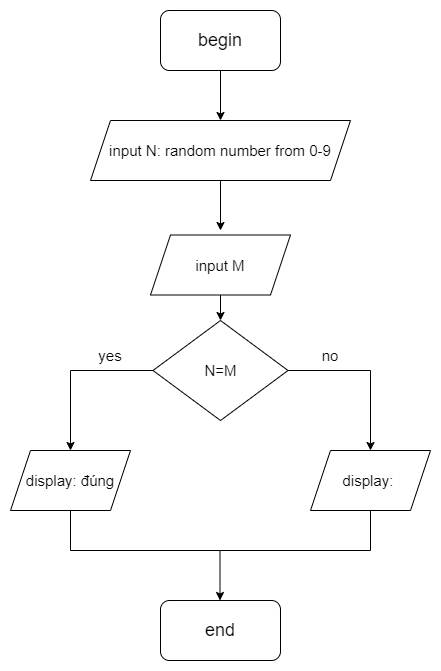 begin
input N: random number from 0-9
input M
N=M
yes
no
display: đúng
display:
end